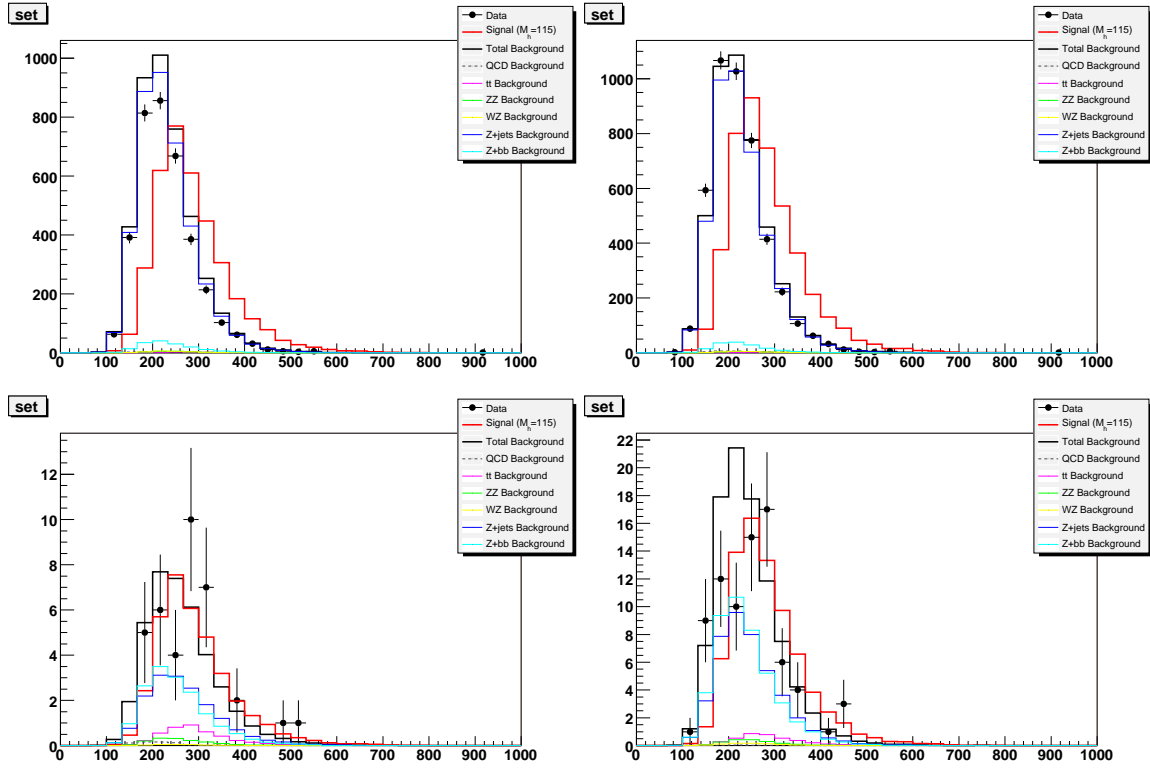 set
Data
Signal (M_h=115)
Total Background
QCD Background
tt Background
ZZ Background
WZ Background
Z+jets Background
Z+bb Background
1000
800
600
400
200
0
0 100 200 300 400 500 600 700 800 900 1000
set
Data
Signal (M_h=115)
Total Background
QCD Background
tt Background
ZZ Background
WZ Background
Z+jets Background
Z+bb Background
1000
800
600
400
200
0
0 100 200 300 400 500 600 700 800 900 1000
set
Data
Signal (M_h=115)
Total Background
QCD Background
tt Background
ZZ Background
WZ Background
Z+jets Background
Z+bb Background
12
10
8
6
4
2
0
0 100 200 300 400 500 600 700 800 900 1000
set
Data
Signal (M_h=115)
Total Background
QCD Background
tt Background
ZZ Background
WZ Background
Z+jets Background
Z+bb Background
22
20
18
16
14
12
10
8
6
4
2
0
0 100 200 300 400 500 600 700 800 900 1000